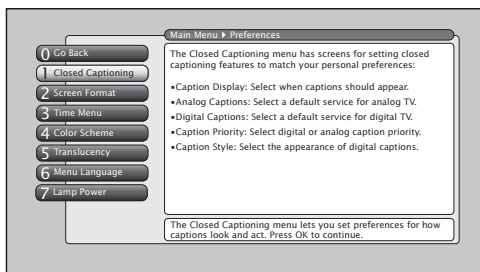 Main Menu ▶ Preferences
0 Go Back
1 Closed Captioning
2 Screen Format
3 Time Menu
4 Color Scheme
5 Translucency
6 Menu Language
7 Lamp Power
The Closed Captioning menu has screens for setting closed
captioning features to match your personal preferences:
▪Caption Display: Select when captions should appear.
▪Analog Captions: Select a default service for analog TV.
▪Digital Captions: Select a default service for digital TV.
▪Caption Priority: Select digital or analog caption priority.
▪Caption Style: Select the appearance of digital captions.
The Closed Captioning menu lets you set preferences for how
captions look and act. Press OK to continue.